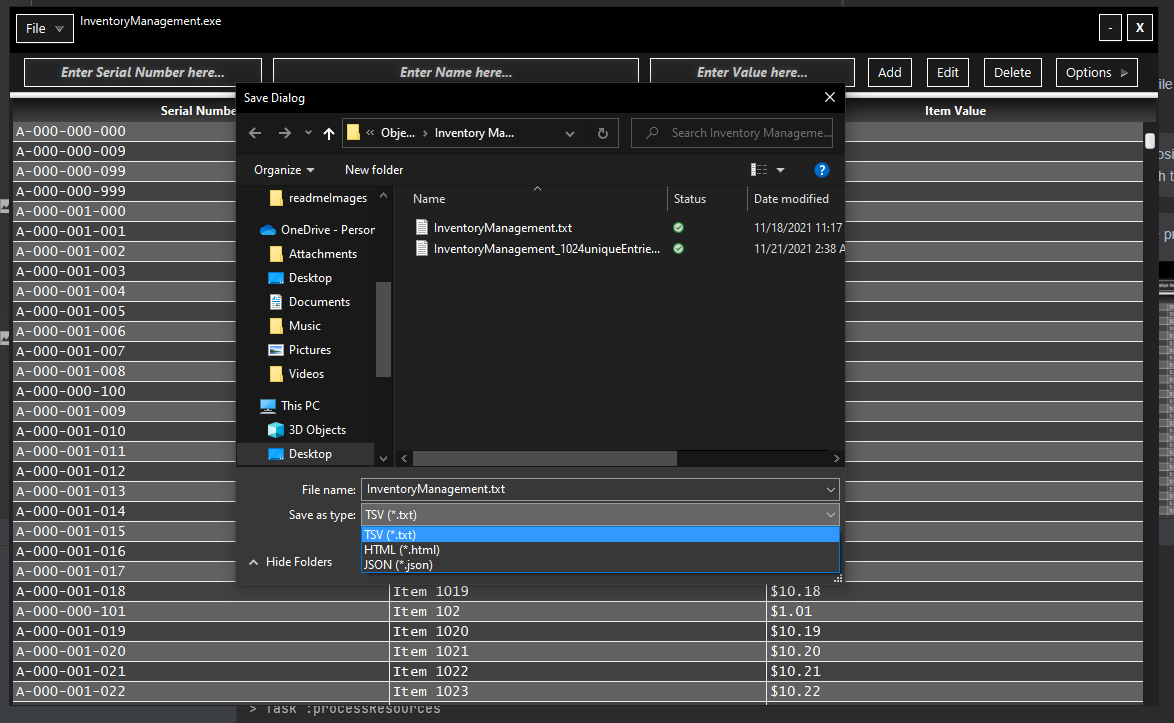 File
InventoryManagement.exe
-
X
Enter Serial Number here...
Enter Name here...
Enter Value here...
Add
Edit
Delete
Options
Serial Numbe
Item Value
A-000-000-000
A-000-000-009
A-000-000-099
A-000-000-999
A-000-001-000
A-000-001-001
A-000-001-002
A-000-001-003
A-000-001-004
A-000-001-005
A-000-001-006
A-000-001-007
A-000-001-008
A-000-000-100
A-000-001-009
A-000-001-010
A-000-001-011
A-000-001-012
A-000-001-013
A-000-001-014
A-000-001-015
A-000-001-016
A-000-001-017
Save Dialog
« Obje... › Inventory Ma...
Search Inventory Manageme...
Organize
New folder
?
readmeImages
OneDrive - Person
Attachments
Desktop
Documents
Music
Pictures
Videos
This PC
3D Objects
Desktop
Name
Status
Date modified
InventoryManagement.txt
11/18/2021 11:17
InventoryManagement_1024uniqueEntrie...
11/21/2021 2:38 A
File name:
InventoryManagement.txt
Save as type:
TSV (*.txt)
TSV (*.txt)
HTML (*.html)
JSON (*.json)
Hide Folders
A-000-001-018 Item 1019 $10.18
A-000-000-101 Item 102 $1.01
A-000-001-019 Item 1020 $10.19
A-000-001-020 Item 1021 $10.20
A-000-001-021 Item 1022 $10.21
A-000-001-022 Item 1023 $10.22
> Task :processResources